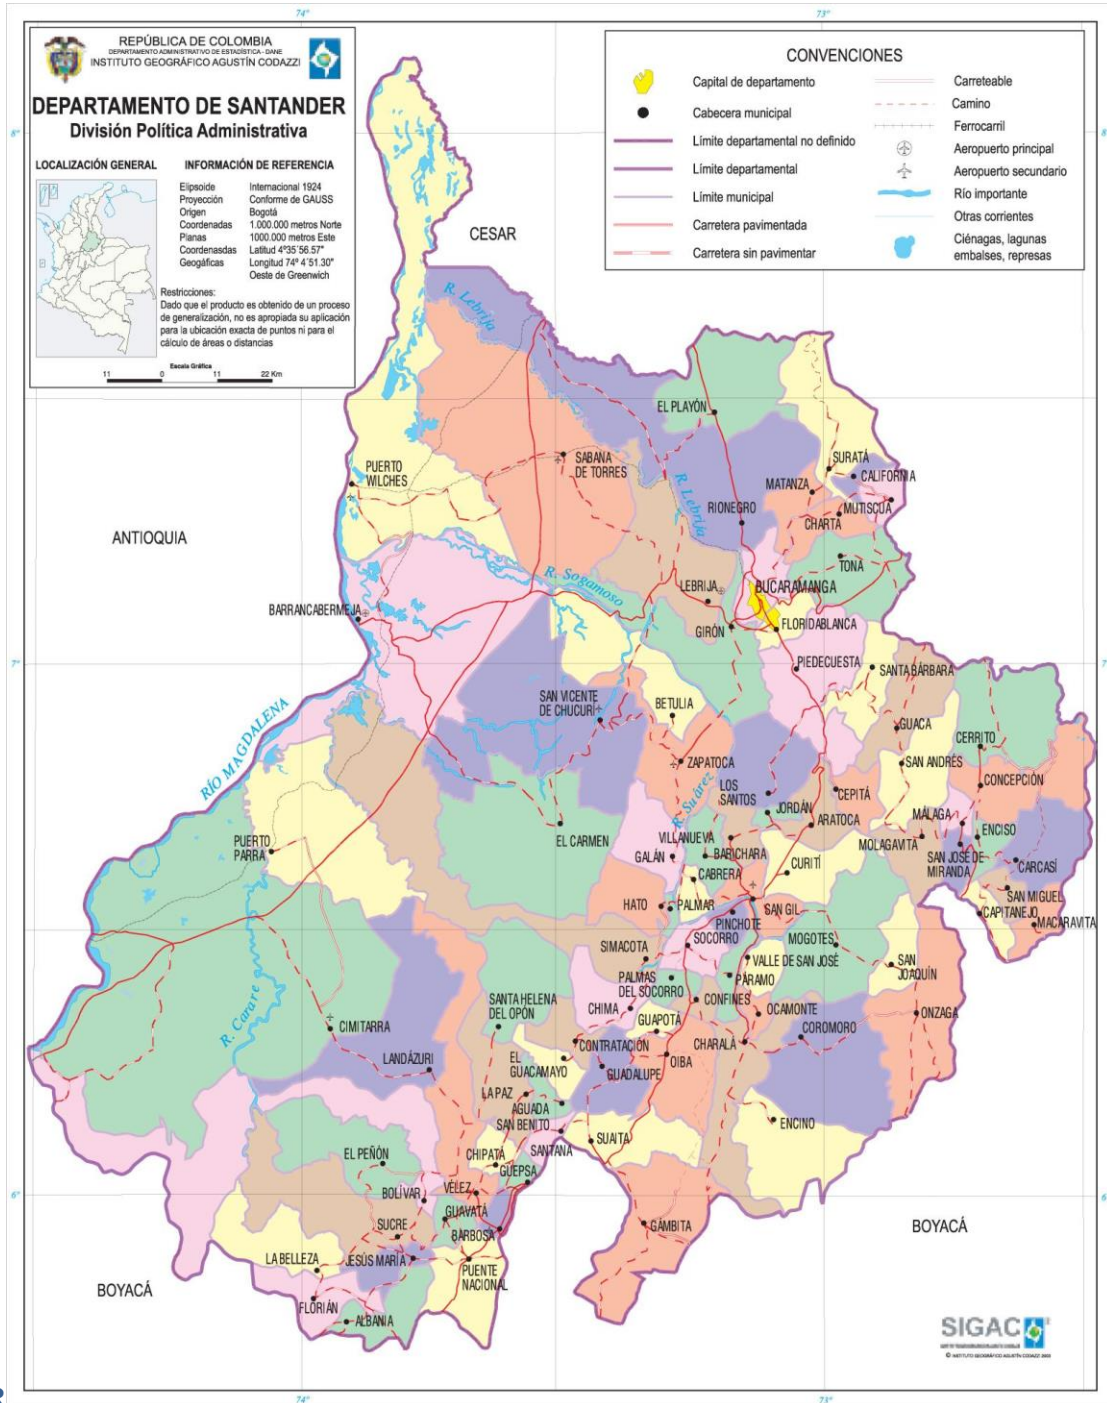 74°
73°
REPÚBLICA DE COLOMBIA
DEPARTAMENTO ADMINISTRATIVO DE ESTADÍSTICA - DANE
INSTITUTO GEOGRÁFICO AGUSTÍN CODAZZI
DEPARTAMENTO DE SANTANDER
División Política Administrativa
LOCALIZACIÓN GENERAL
INFORMACIÓN DE REFERENCIA
Elipsoide Internacional 1924
Proyección Conforme de GAUSS
Origen Bogotá
Coordenadas 1.000.000 metros Norte
Planas 1000.000 metros Este
Coordenasdas Latitud 4º35´56.57"
Geogáficas Longitud 74º 4´51.30"
Oeste de Greenwich
Restricciones:
Dado que el producto es obtenido de un proceso
de generalización, no es apropiada su aplicación
para la ubicación exacta de puntos ni para el
cálculo de áreas o distancias
Escala Gráfica
11 0 11 22 Km
CONVENCIONES
Capital de departamento
Cabecera municipal
Límite departamental no definido
Límite departamental
Límite municipal
Carretera pavimentada
Carretera sin pavimentar
Carreteable
Camino
Ferrocarril
Aeropuerto principal
Aeropuerto secundario
Río importante
Otras corrientes
Ciénagas, lagunas
embalses, represas
8°
8
CESAR
R. Lebrija
EL PLAYÓN
SABANA
DE TORRES
PUERTO
WILCHES
SURATÁ
CALIFORNIA
MATANZA
MUTISCUA
CHARTA
RIONEGRO
R. Lebrija
ANTIOQUIA
TONA
R. Sogamoso
BUCARAMANGA
LEBRIJA
BARRANCABERMEJA
GIRÓN
FLORIDABLANCA
7°
7
PIEDECUESTA
SANTA BÁRBARA
SAN VICENTE
DE CHUCURÍ
BETULIA
GUACA
CERRITO
RÍO MAGDALENA
ZAPATOCA
SAN ANDRÉS
CONCEPCIÓN
R. Suárez
LOS
SANTOS
JORDÁN
CEPITÁ
ARATOCA
MÁLAGA
ENCISO
PUERTO
PARRA
EL CARMEN
VILLANUEVA
GALÁN
BARICHARA
MOLAGAVITA
SAN JOSÉ DE
MIRANDA
CARCASÍ
CURITÍ
CABRERA
SAN MIGUEL
HATO
PALMAR
SAN GIL
CAPITANEJO
MACARAVITA
PINCHOTE
SOCORRO
MOGOTES
SIMACOTA
VALLE DE SAN JOSÉ
SAN
JOAQUÍN
PALMAS
DEL SOCORRO
PÁRAMO
R. Carare
SANTA HELENA
DEL OPÓN
CHIMA
CONFINES
OCAMONTE
ONZAGA
GUAPOTÁ
CIMITARRA
COROMORO
CONTRATACIÓN
CHARALÁ
LANDÁZURI
EL
GUACAMAYO
OIBA
GUADALUPE
LA PAZ
AGUADA
SAN BENITO
ENCINO
SUAITA
SANTANA
EL PEÑÓN
CHIPATÁ
GÜEPSA
6°
6
BOLÍVAR
VÉLEZ
GUAVATÁ
SUCRE
BARBOSA
GÁMBITA
BOYACÁ
LA BELLEZA
JESÚS MARÍA
PUENTE
NACIONAL
BOYACÁ
FLORIÁN
ALBANIA
SIGAC
© INSTITUTO GEOGRÁFICO AGUSTÍN CODAZZI
74°
73°